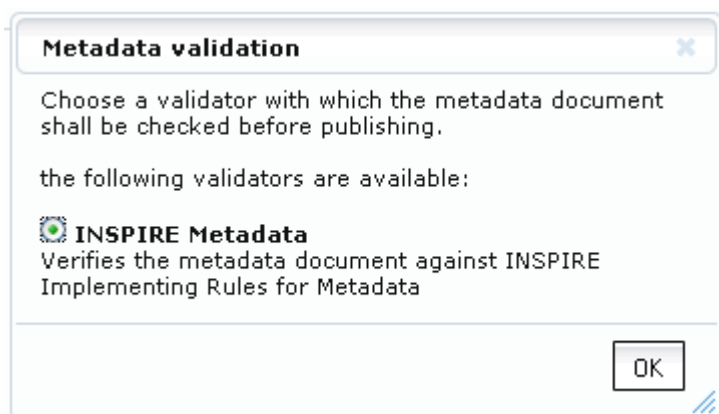 Metadata validation
Choose a validator with which the metadata document
shall be checked before publishing.
the following validators are available:
INSPIRE Metadata
Verifies the metadata document against INSPIRE
Implementing Rules for Metadata
OK